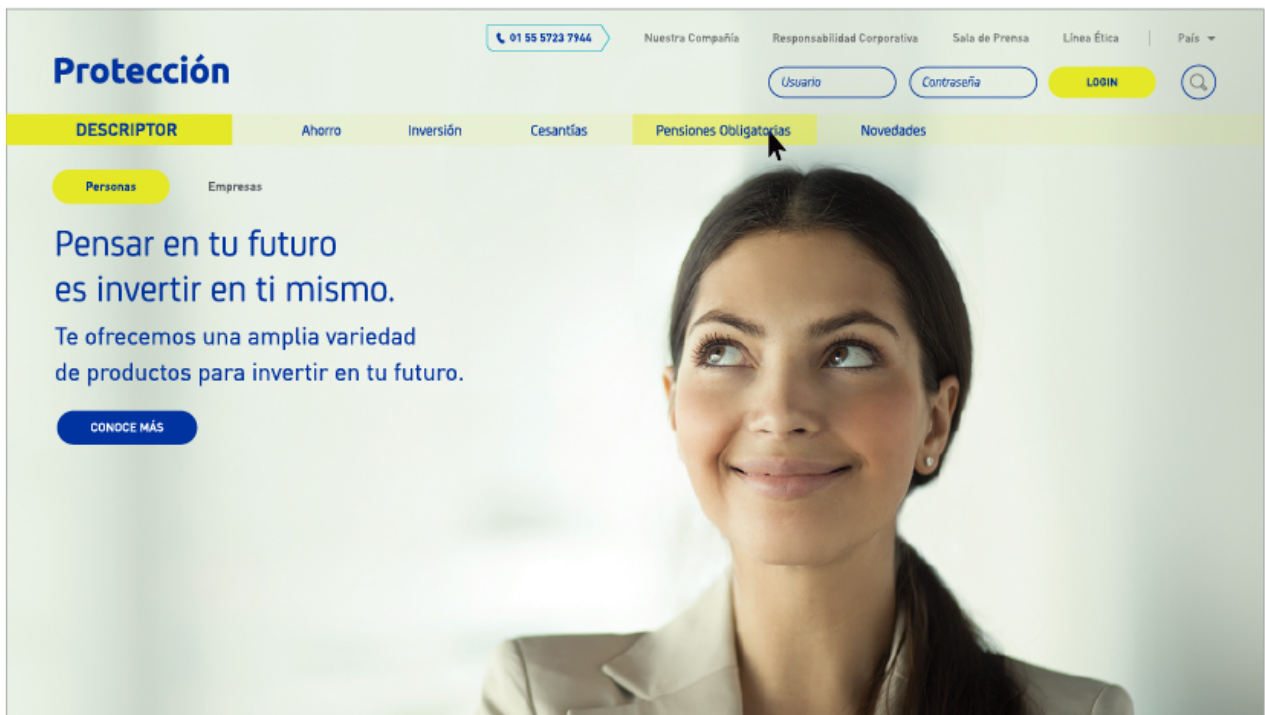 01 55 5723 7944
Nuestra Compañía
Responsabilidad Corporativa
Sala de Prensa
Línea Ética
País
Protección
Usuario
Contraseña
LOGIN
DESCRIPTOR
Ahorro
Inversión
Cesantías
Pensiones Obligatorias
Novedades
Personas
Empresas
Pensar en tu futuro
es invertir en ti mismo.
Te ofrecemos una amplia variedad
de productos para invertir en tu futuro.
CONOCE MÁS